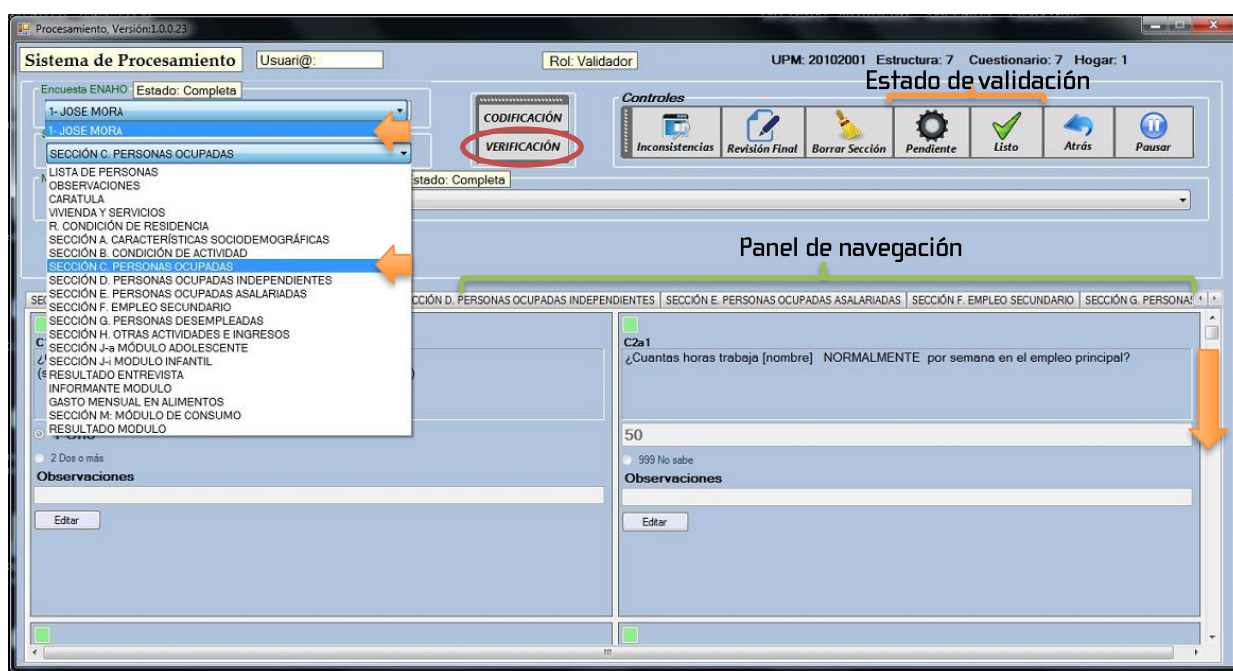 Procesamiento, Versión:1.0.0.23
Sistema de Procesamiento
Usuari@:
Rol: Validador
UPM: 20102001 Estructura: 7 Cuestionario: 7 Hogar: 1
Estado de validación
Encuesta ENAHO
Estado: Completa
1- JOSE MORA
1- JOSE MORA
SECCIÓN C. PERSONAS OCUPADAS
CODIFICACIÓN
VERIFICACIÓN
Controles
Inconsistencias
Revisión Final
Borrar Sección
Pendiente
Listo
Atrás
Pausar
Estado: Completa
LISTA DE PERSONAS
OBSERVACIONES
CARATULA
VIVIENDA Y SERVICIOS
R. CONDICIÓN DE RESIDENCIA
SECCIÓN A. CARACTERÍSTICAS SOCIODEMOGRÁFICAS
SECCIÓN B. CONDICIÓN DE ACTIVIDAD
SECCIÓN C. PERSONAS OCUPADAS
SECCIÓN D. PERSONAS OCUPADAS INDEPENDIENTES
SECCIÓN E. PERSONAS OCUPADAS ASALARIADAS
SECCIÓN F. EMPLEO SECUNDARIO
SECCIÓN G. PERSONAS DESEMPLEADAS
SECCIÓN H. OTRAS ACTIVIDADES E INGRESOS
SECCIÓN J-a MÓDULO ADOLESCENTE
SECCIÓN J-i MODULO INFANTIL
RESULTADO ENTREVISTA
INFORMANTE MODULO
GASTO MENSUAL EN ALIMENTOS
SECCIÓN M: MÓDULO DE CONSUMO
RESULTADO MODULO
Panel de navegación
CCIÓN D. PERSONAS OCUPADAS INDEPENDIENTES
SECCIÓN E. PERSONAS OCUPADAS ASALARIADAS
SECCIÓN F. EMPLEO SECUNDARIO
SECCIÓN G. PERSONA
2 Dos o más
Observaciones
Editar
C2a1
¿Cuantas horas trabaja [nombre] NORMALMENTE por semana en el empleo principal?
50
999 No sabe
Observaciones
Editar